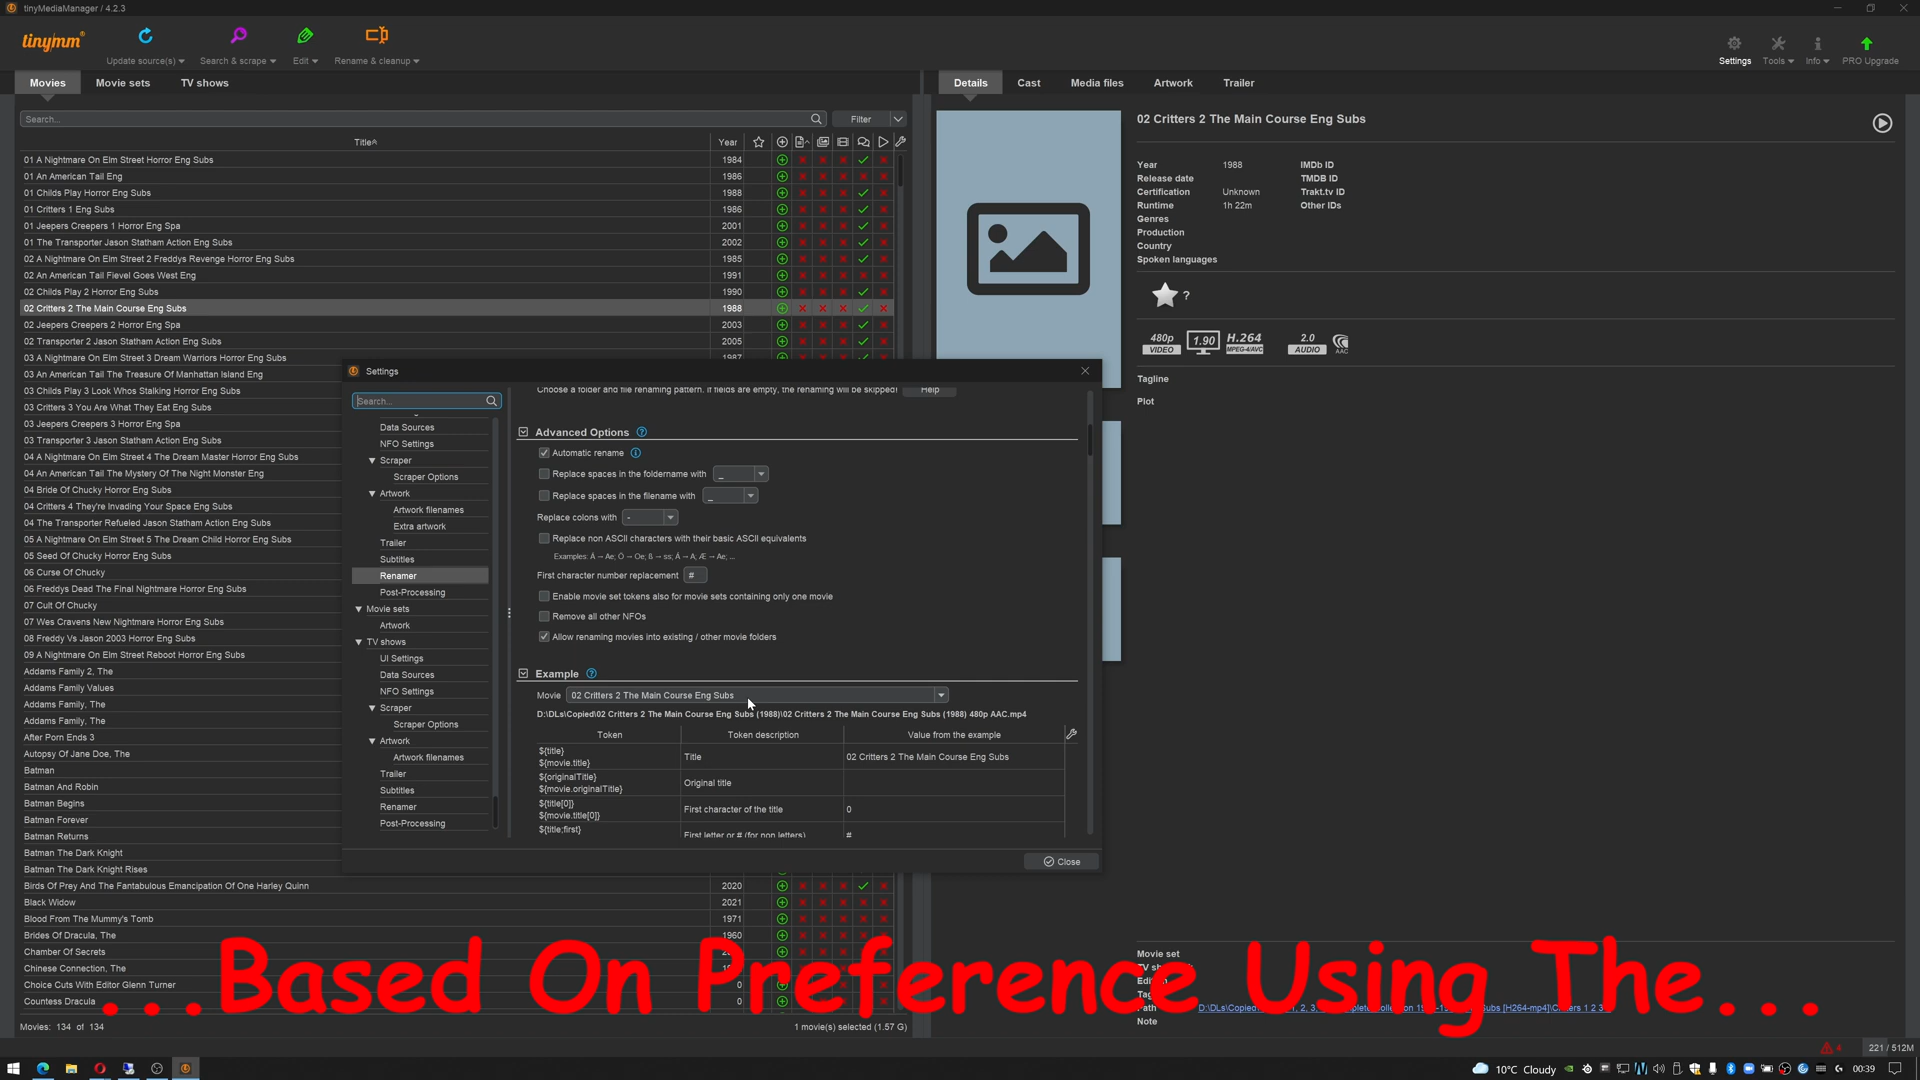 tinyMediaManager / 4.2.3
tinymm
Update source(s)
Search & scrape
Edit
Rename & cleanup
Settings
Tools
Info
PRO Upgrade
Movies
Movie sets
TV shows
Details
Cast
Media files
Artwork
Trailer
Search...
Filter
Title
Year
01 A Nightmare On Elm Street Horror Eng Subs 1984
01 An American Tail Eng 1986
01 Childs Play Horror Eng Subs 1988
01 Critters 1 Eng Subs 1986
01 Jeepers Creepers 1 Horror Eng Spa 2001
01 The Transporter Jason Statham Action Eng Subs 2002
02 A Nightmare On Elm Street 2 Freddys Revenge Horror Eng Subs 1985
02 An American Tail Fievel Goes West Eng 1991
02 Childs Play 2 Horror Eng Subs 1990
02 Critters 2 The Main Course Eng Subs 1988
02 Jeepers Creepers 2 Horror Eng Spa 2003
02 Transporter 2 Jason Statham Action Eng Subs 2005
03 A Nightmare On Elm Street 3 Dream Warriors Horror Eng Subs 1987
03 An American Tail The Treasure Of Manhattan Island Eng
03 Childs Play 3 Look Whos Stalking Horror Eng Subs
03 Critters 3 You Are What They Eat Eng Subs
03 Jeepers Creepers 3 Horror Eng Spa
03 Transporter 3 Jason Statham Action Eng Subs
04 A Nightmare On Elm Street 4 The Dream Master Horror Eng Subs
04 An American Tail The Mystery Of The Night Monster Eng
04 Bride Of Chucky Horror Eng Subs
04 Critters 4 They're Invading Your Space Eng Subs
04 The Transporter Refueled Jason Statham Action Eng Subs
05 A Nightmare On Elm Street 5 The Dream Child Horror Eng Subs
05 Seed Of Chucky Horror Eng Subs
06 Curse Of Chucky
06 Freddys Dead The Final Nightmare Horror Eng Subs
07 Cult Of Chucky
07 Wes Cravens New Nightmare Horror Eng Subs
08 Freddy Vs Jason 2003 Horror Eng Subs
09 A Nightmare On Elm Street Reboot Horror Eng Subs
Addams Family 2, The
Addams Family Values
Addams Family, The
Addams Family, The
After Porn Ends 3
Autopsy Of Jane Doe, The
Batman
Batman And Robin
Batman Begins
Batman Forever
Batman Returns
Batman The Dark Knight
Batman The Dark Knight Rises
Birds Of Prey And The Fantabulous Emancipation Of One Harley Quinn 2020
Black Widow 2021
Blood From The Mummy's Tomb 1971
Brides Of Dracula, The 1960
Chamber Of Secrets
Chinese Connection, The
Choice Cuts With Editor Glenn Turner 0
Countess Dracula 0
Movies: 134 of 134
1 movie(s) selected (1.57 G)
02 Critters 2 The Main Course Eng Subs
Year 1988 IMDb ID
Release date TMDB ID
Certification Unknown Trakt.tv ID
Runtime 1h 22m Other IDs
Genres
Production
Country
Spoken languages
?
480p VIDEO 1.90 H.264 MPEG-4/AVC 2.0 AUDIO AAC
Tagline
Plot
Movie set
Note
Settings
Search...
Data Sources
NFO Settings
Scraper
Scraper Options
Artwork
Artwork filenames
Extra artwork
Trailer
Subtitles
Renamer
Post-Processing
Movie sets
Artwork
TV shows
UI Settings
Data Sources
NFO Settings
Scraper
Scraper Options
Artwork
Artwork filenames
Trailer
Subtitles
Renamer
Post-Processing
Choose a folder and file renaming pattern. If fields are empty, the renaming will be skipped! Help
Advanced Options ?
Automatic rename
Replace spaces in the foldername with _
Replace spaces in the filename with _
Replace colons with -
Replace non ASCII characters with their basic ASCII equivalents
First character number replacement #
Enable movie set tokens also for movie sets containing only one movie
Remove all other NFOs
Allow renaming movies into existing / other movie folders
Example ?
Movie 02 Critters 2 The Main Course Eng Subs
D:\DLs\Copied\02 Critters 2 The Main Course Eng Subs (1988)\02 Critters 2 The Main Course Eng Subs (1988) 480p AAC.mp4
Token Token description Value from the example
${title}
${movie.title} Title 02 Critters 2 The Main Course Eng Subs
${originalTitle}
${movie.originalTitle} Original title
${title[0]}
${movie.title[0]} First character of the title 0
${title;first} First letter or # (for non letters) #
Close
...Based On Preference Using The...
4
221 / 512M
10°C Cloudy
00:39